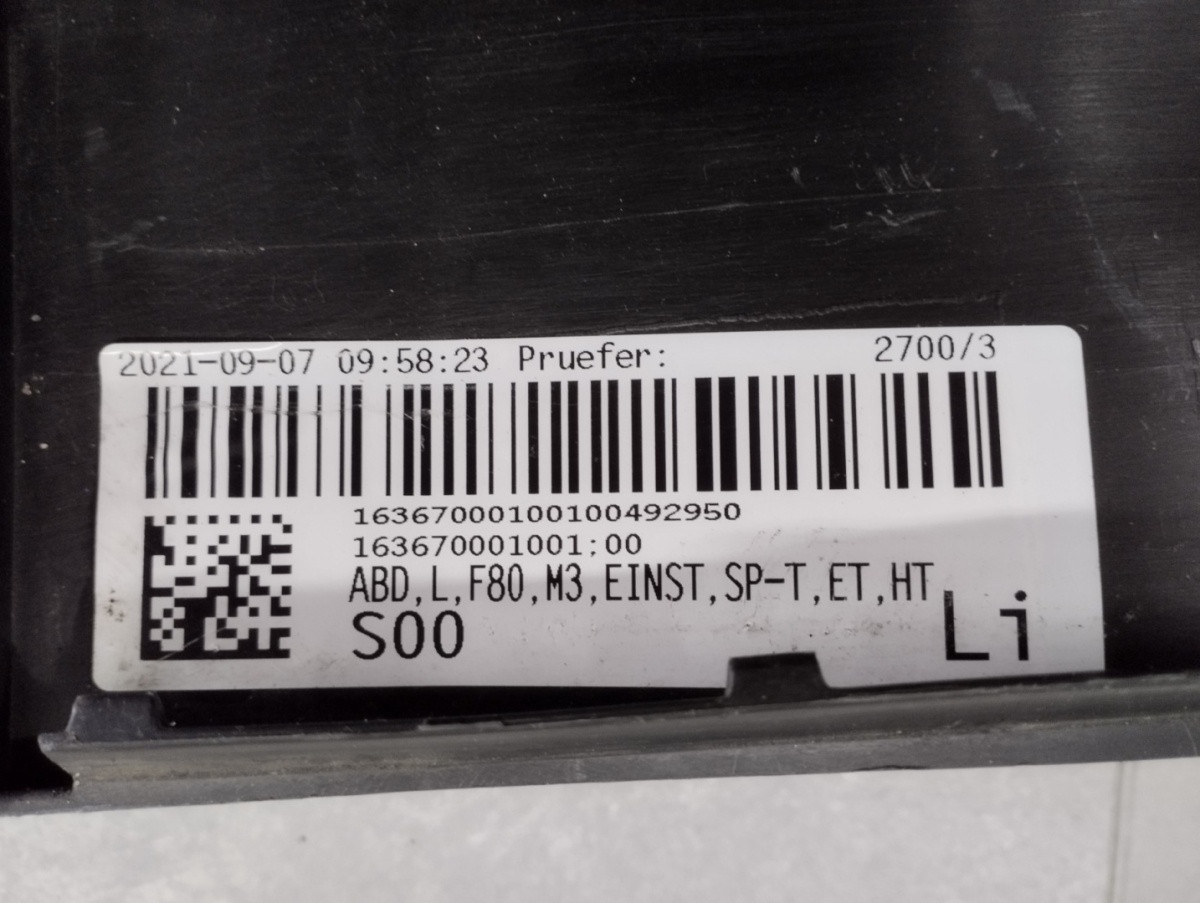 2021-09-07 09:58:23 Pruefer: 2700/3
16367000100100492950
163670001001;00
ABD,L,F80,M3,EINST,SP-T,ET,HT
S00
Li